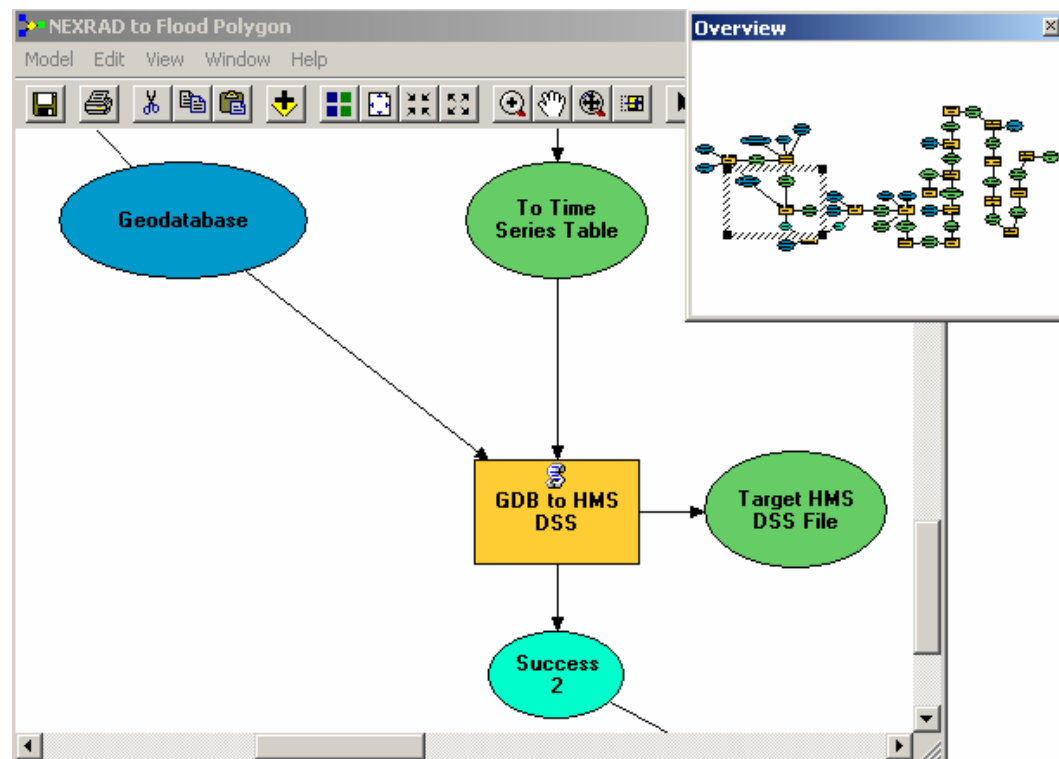 NEXRAD to Flood Polygon
Overview
Model Edit View Window Help
Geodatabase
To Time
Series Table
GDB to HMS
DSS
Target HMS
DSS File
Success
2